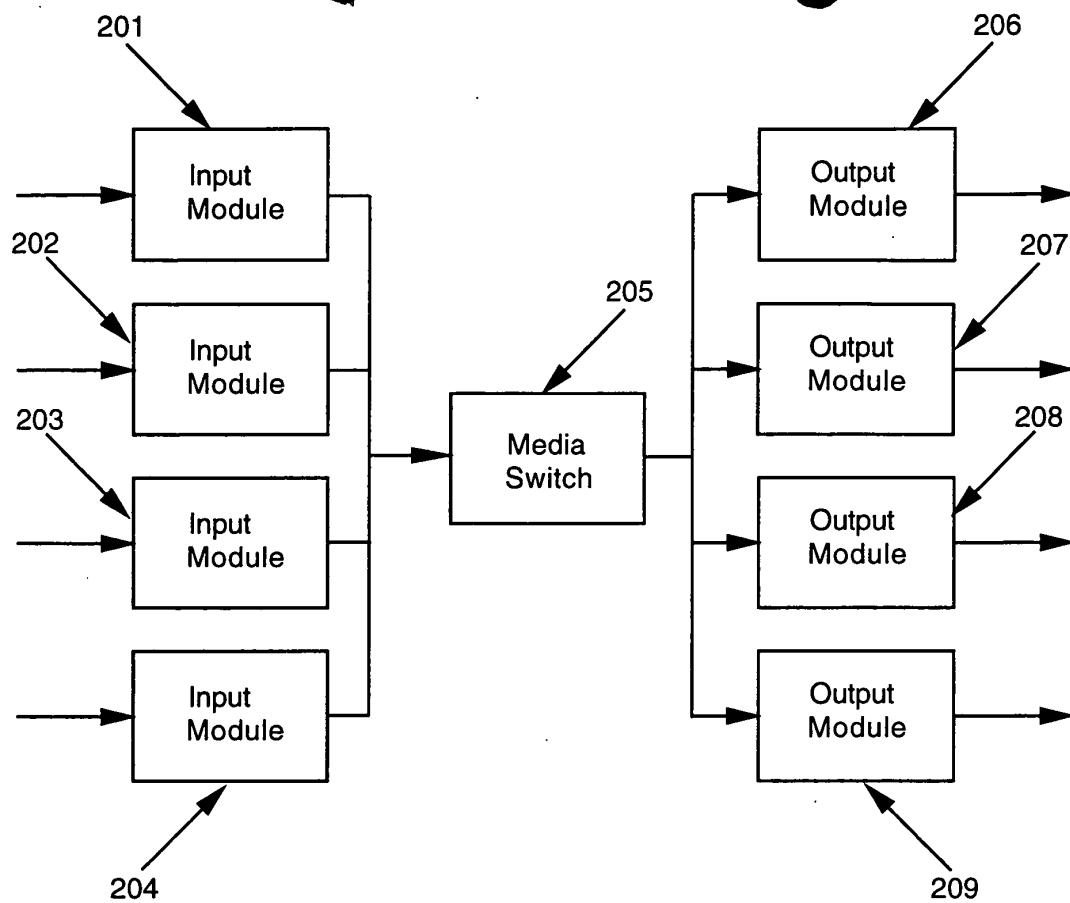 201
206
Input
Module
Output
Module
202
207
205
Input
Module
Output
Module
203
208
Media
Switch
Input
Module
Output
Module
Input
Module
Output
Module
204
209